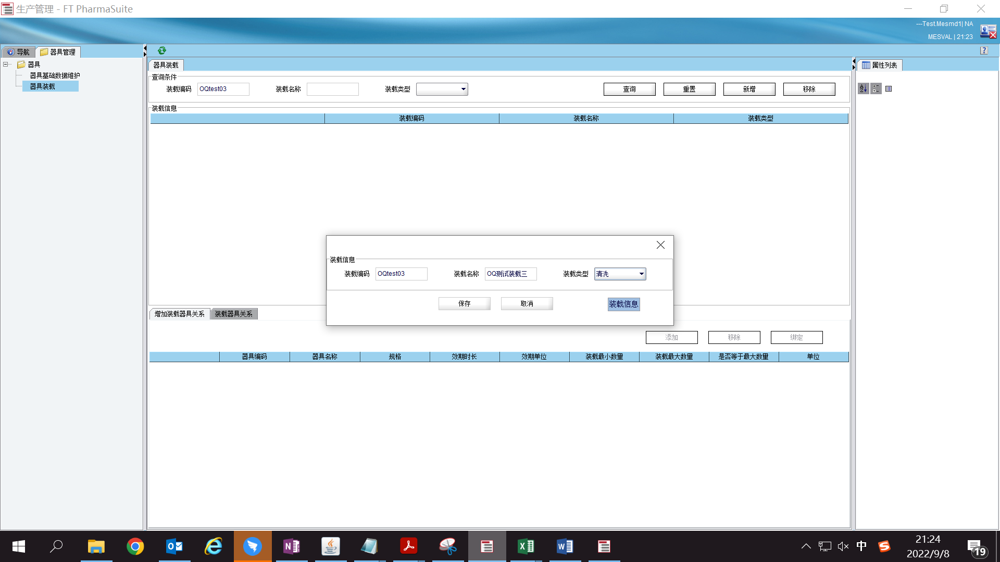 生产管理 - FT PharmaSuite
---Test.Mesmd1| NA
MESVAL | 21:23
导航 器具管理
器具
器具基础数据维护
器具装载
器具装载
查询条件
装载编码 OQtest03 装载名称 装载类型 查询 重置 新增 移除
装载信息
装载编码 装载名称 装载类型
装载信息
装载编码 OQtest03 装载名称 OQ测试装载三 装载类型 清洗
保存 取消 装载信息
增加装载器具关系 装载器具关系
添加 移除 绑定
器具编码 器具名称 规格 效期时长 效期单位 装载最小数量 装载最大数量 是否等于最大数量 单位
属性列表
中
21:24
2022/9/8
19